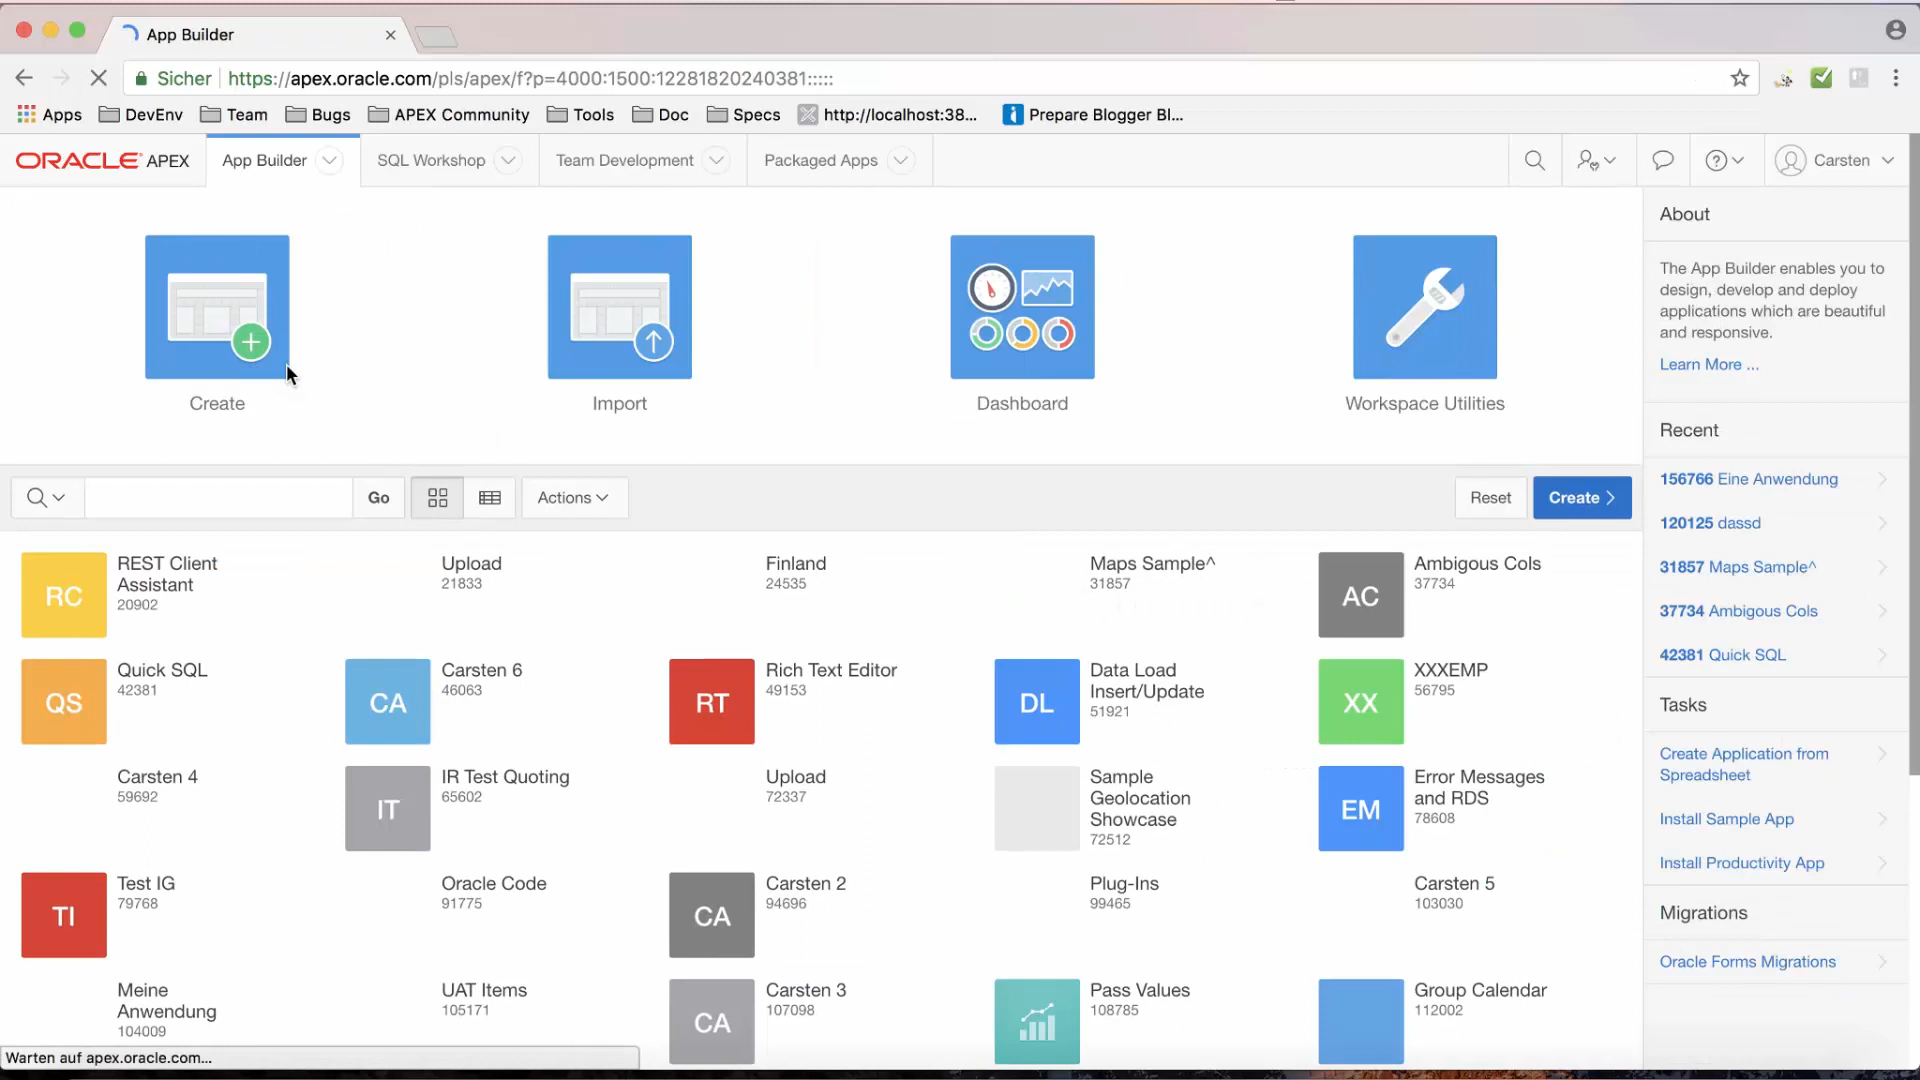 App Builder
Sicher https://apex.oracle.com/pls/apex/f?p=4000:1500:12281820240381:::::
Apps DevEnv Team Bugs APEX Community Tools Doc Specs http://localhost:38... Prepare Blogger Bl...
ORACLE APEX App Builder SQL Workshop Team Development Packaged Apps Carsten
Create
Import
Dashboard
Workspace Utilities
Go
Actions
Reset
Create
REST Client
Assistant
20902
Upload
21833
Finland
24535
Maps Sample^
31857
AC
Ambigous Cols
37734
RC
QS
Quick SQL
42381
CA
Carsten 6
46063
RT
Rich Text Editor
49153
DL
Data Load
Insert/Update
51921
XX
XXXEMP
56795
Carsten 4
59692
IT
IR Test Quoting
65602
Upload
72337
Sample
Geolocation
Showcase
72512
EM
Error Messages
and RDS
78608
TI
Test IG
79768
Oracle Code
91775
CA
Carsten 2
94696
Plug-Ins
99465
Carsten 5
103030
Meine
Anwendung
104009
UAT Items
105171
CA
Carsten 3
107098
Pass Values
108785
Group Calendar
112002
About
The App Builder enables you to
design, develop and deploy
applications which are beautiful
and responsive.
Learn More ...
Recent
156766 Eine Anwendung
120125 dassd
31857 Maps Sample^
37734 Ambigous Cols
42381 Quick SQL
Tasks
Create Application from
Spreadsheet
Install Sample App
Install Productivity App
Migrations
Oracle Forms Migrations
Warten auf apex.oracle.com...